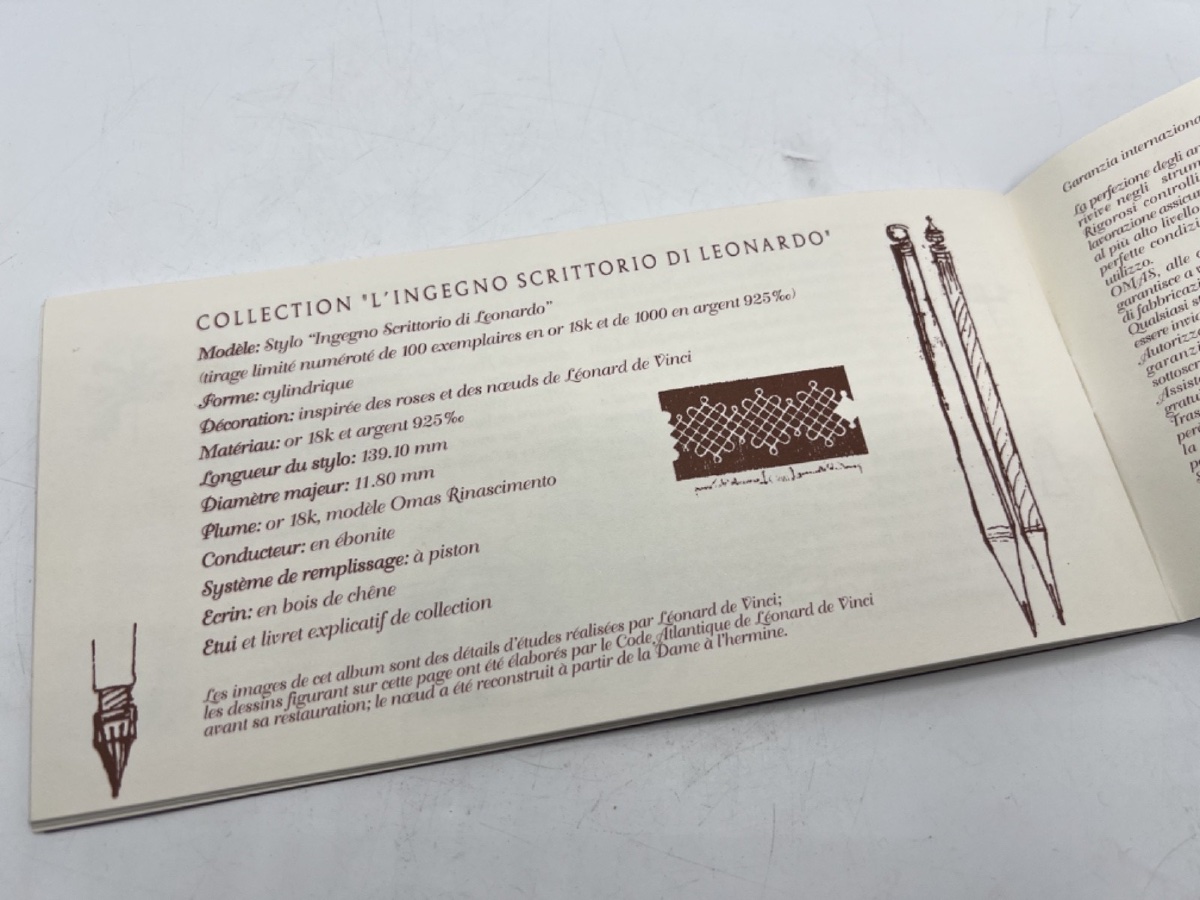 COLLECTION "L'INGEGNO SCRITTORIO DI LEONARDO"
Modèle: Stylo "Ingegno Scrittorio di Leonardo"
(tirage limité numéroté de 100 exemplaires en or 18k et de 1000 en argent 925‰)
Forme: cylindrique
Décoration: inspirée des roses et des nœuds de Léonard de Vinci
Matériau: or 18k et argent 925‰
Longueur du stylo: 139.10 mm
Diamètre majeur: 11.80 mm
Plume: or 18k, modèle Omas Rinascimento
Conducteur: en ébonite
Système de remplissage: à piston
Ecrin: en bois de chêne
Etui et livret explicatif de collection
Les images de cet album sont des détails d'études réalisées par Léonard de Vinci;
les dessins figurant sur cette page ont été élaborés par le Code Atlantique de Léonard de Vinci
avant sa restauration; le nœud a été reconstruit à partir de la Dame à l'hermine.
Garanzia internaziona
La perfezione degli
rivive negli
Rigorosi controlli
lavorazione assicu
al più alto livello
perfette condizi
utilizzo.
OMAS, alle
garantisce a
di fabbricazi
Qualsiasi
essere
Autorizz
garanzi
sottoscr
Assis
gratu
Tras
per
la